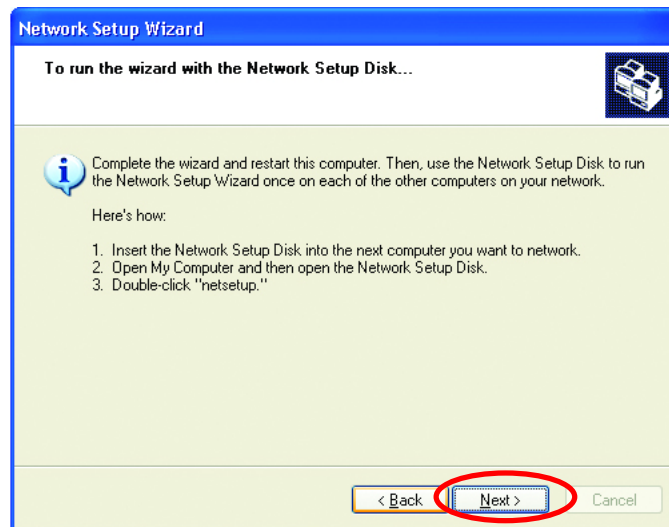 Network Setup Wizard
To run the wizard with the Network Setup Disk...
Complete the wizard and restart this computer. Then, use the Network Setup Disk to run
the Network Setup Wizard once on each of the other computers on your network.
Here's how:
1. Insert the Network Setup Disk into the next computer you want to network.
2. Open My Computer and then open the Network Setup Disk.
3. Double-click "netsetup."
< Back Next > Cancel